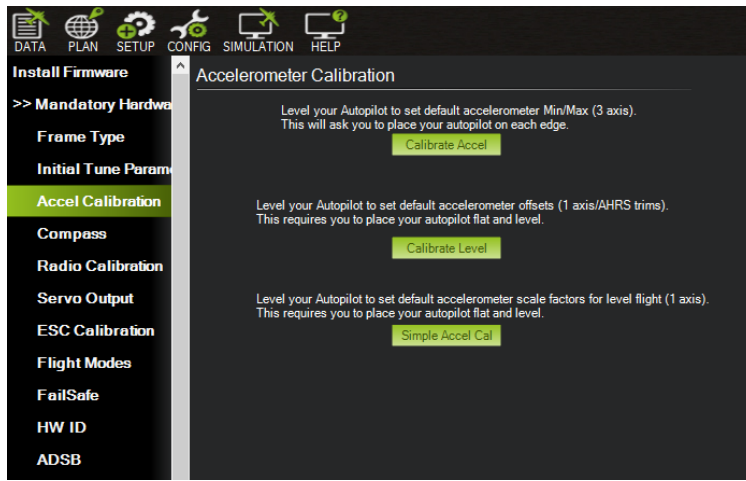 DATA PLAN SETUP CONFIG SIMULATION HELP
Install Firmware
>> Mandatory Hardwa
Frame Type
Initial Tune Param
Accel Calibration
Compass
Radio Calibration
Servo Output
ESC Calibration
Flight Modes
FailSafe
HW ID
ADSB
Accelerometer Calibration
Level your Autopilot to set default accelerometer Min/Max (3 axis).
This will ask you to place your autopilot on each edge.
Calibrate Accel
Level your Autopilot to set default accelerometer offsets (1 axis/AHRS trims).
This requires you to place your autopilot flat and level.
Calibrate Level
Level your Autopilot to set default accelerometer scale factors for level flight (1 axis).
This requires you to place your autopilot flat and level.
Simple Accel Cal